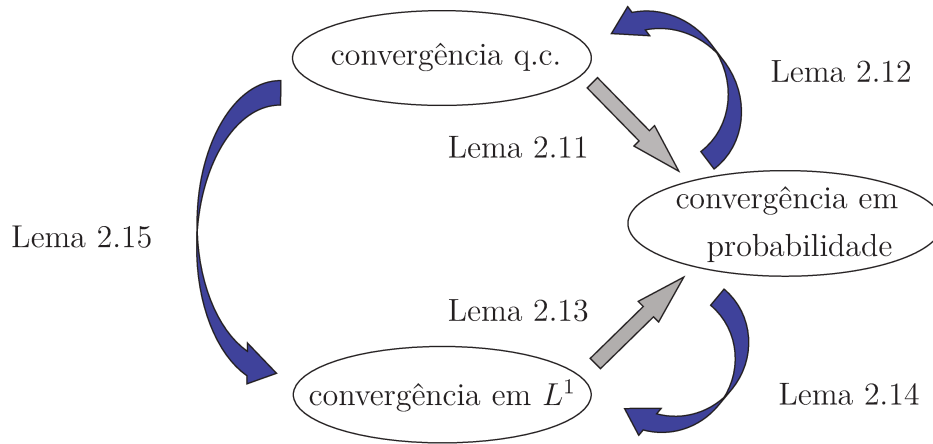 convergência q.c.
Lema 2.12
Lema 2.11
convergência em
probabilidade
Lema 2.15
Lema 2.13
convergência em L¹
Lema 2.14